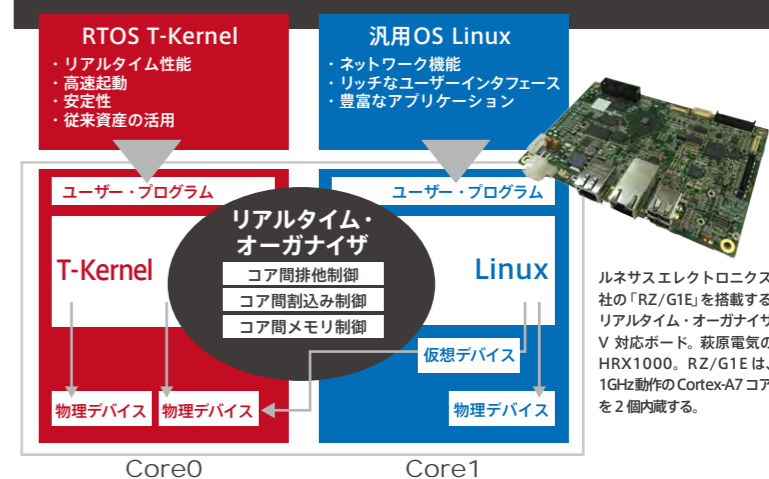 RTOS T-Kernel
・リアルタイム性能
・高速起動
・安定性
・従来資産の活用
汎用OS Linux
・ネットワーク機能
・リッチなユーザーインタフェース
・豊富なアプリケーション
ユーザー・プログラム
ユーザー・プログラム
リアルタイム・
オーガナイザ
T-Kernel
Linux
コア間排他制御
コア間割込み制御
コア間メモリ制御
仮想デバイス
物理デバイス
物理デバイス
物理デバイス
Core0
Core1
ルネサスエレクトロニクス
社の「RZ/G1E」を搭載する
リアルタイム・オーガナイザ
V 対応ボード。萩原電気の
HRX1000。RZ/G1E は、
1GHz動作のCortex-A7コア
を2個内蔵する。